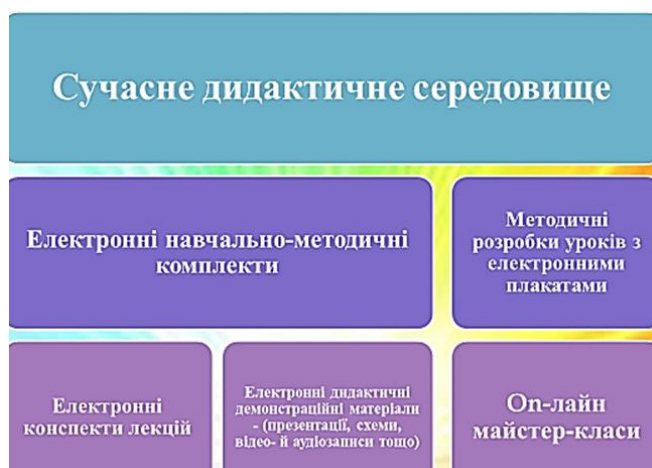 Сучасне дидактичне середовище
Електронні навчально-методичні
комплекти
Методичні
розробки уроків з
електронними
плакатами
Електронні
конспекти лекцій
Електронні дидактичні
демонстраційні матеріали
- (презентації, схеми,
відео- й аудіозаписи тощо)
On-лайн
майстер-класи